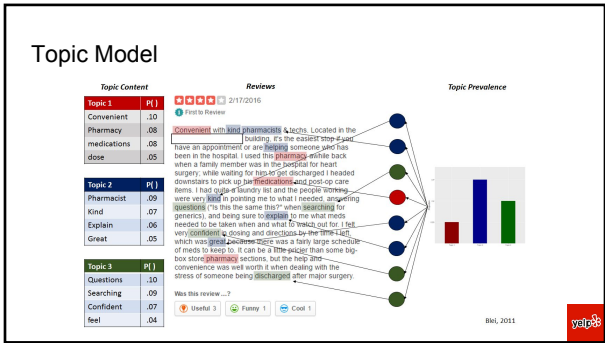 Topic Model
Topic Content
Reviews
Topic Prevalence
Topic 1 P( )
Convenient .10
Pharmacy .08
medications .08
dose .05
Topic 2 P( )
Pharmacist .09
Kind .07
Explain .06
Great .05
Topic 3 P( )
Questions .10
Searching .09
Confident .07
feel .04
2/17/2016
1 First to Review
Convenient with kind pharmacists & techs. Located in the
building, it's the easiest stop if you
have an appointment or are helping someone who has
been in the hospital. I used this pharmacy awhile back
when a family member was in the hospital for heart
surgery; while waiting for him to get discharged I headed
downstairs to pick up his medications and post-op care
items. I had quite a laundry list and the people working
were very kind in pointing me to what I needed, answering
questions ("Is this the same this?" when searching for
generics), and being sure to explain to me what meds
needed to be taken when and what to watch out for. I felt
very confident in dosing and directions by the time I left,
which was great because there was a fairly large schedule
of meds to keep to. It can be a little pricier than some big-
box store pharmacy sections, but the help and
convenience was well worth it when dealing with the
stress of someone being discharged after major surgery.
Was this review ...?
Useful 3 Funny 1 Cool 1
Blei, 2011
yelp